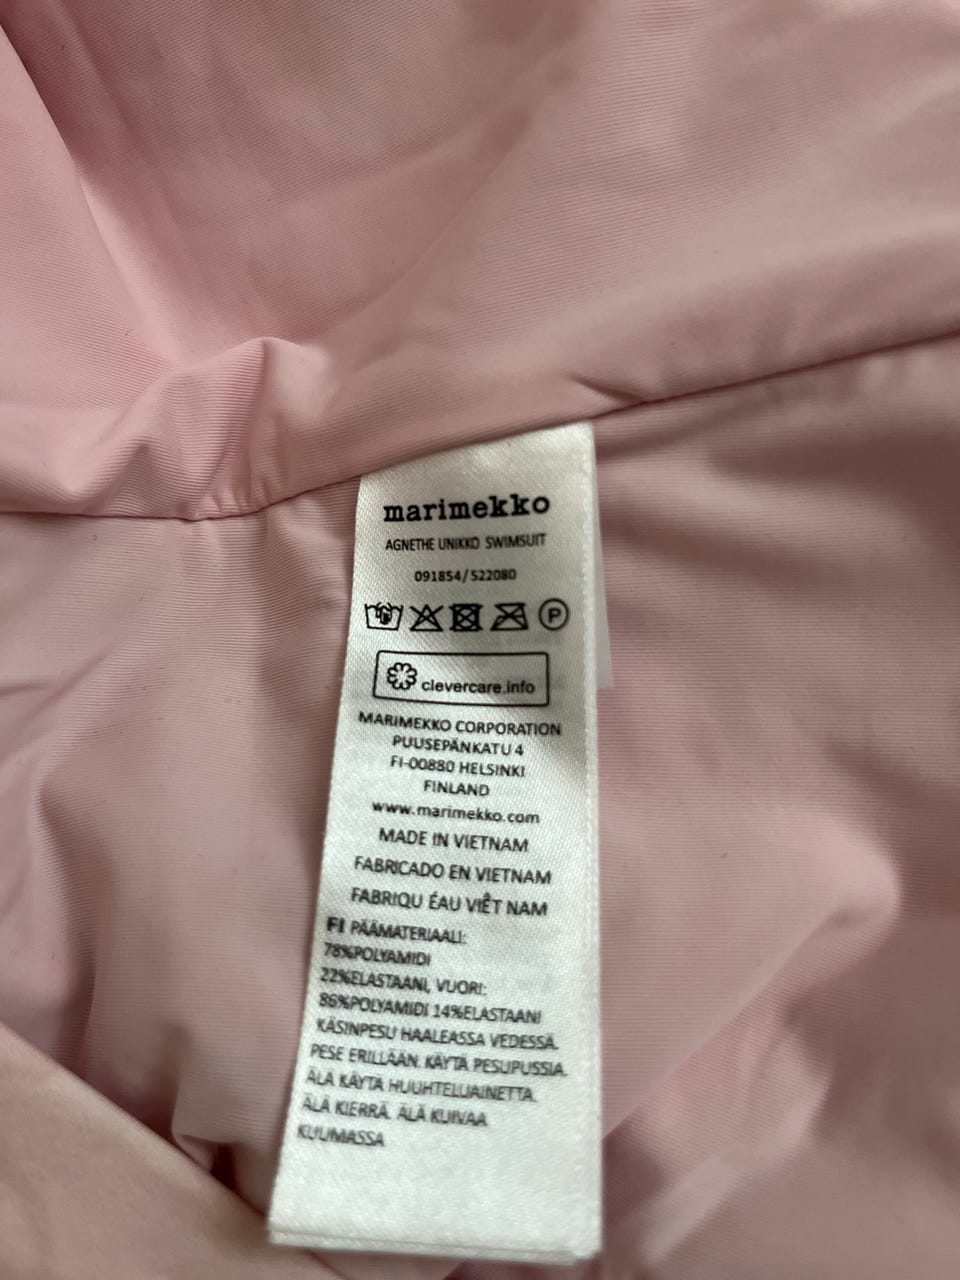 marimekko
AGNETHE UNIKKO SWIMSUIT
091854/522080
P
clevercare.info
MARIMEKKO CORPORATION
PUUSEPÄNKATU 4
FI-00880 HELSINKI
FINLAND
www.marimekko.com
MADE IN VIETNAM
FABRICADO EN VIETNAM
FABRIQU ÉAU VIÊT NAM
FI PÄÄMATERIAALI:
78%POLYAMIDI
22%ELASTAANI, VUORI:
86%POLYAMIDI 14%ELASTAANI
KÄSINPESU HAALEASSA VEDESSÄ.
PESE ERILLÄÄN. KÄYTÄ PESUPUSSIA.
ÄLÄ KÄYTÄ HUUHTELUAINETTA.
ÄLÄ KIERRÄ. ÄLÄ KUIVAA
KUUMASSA